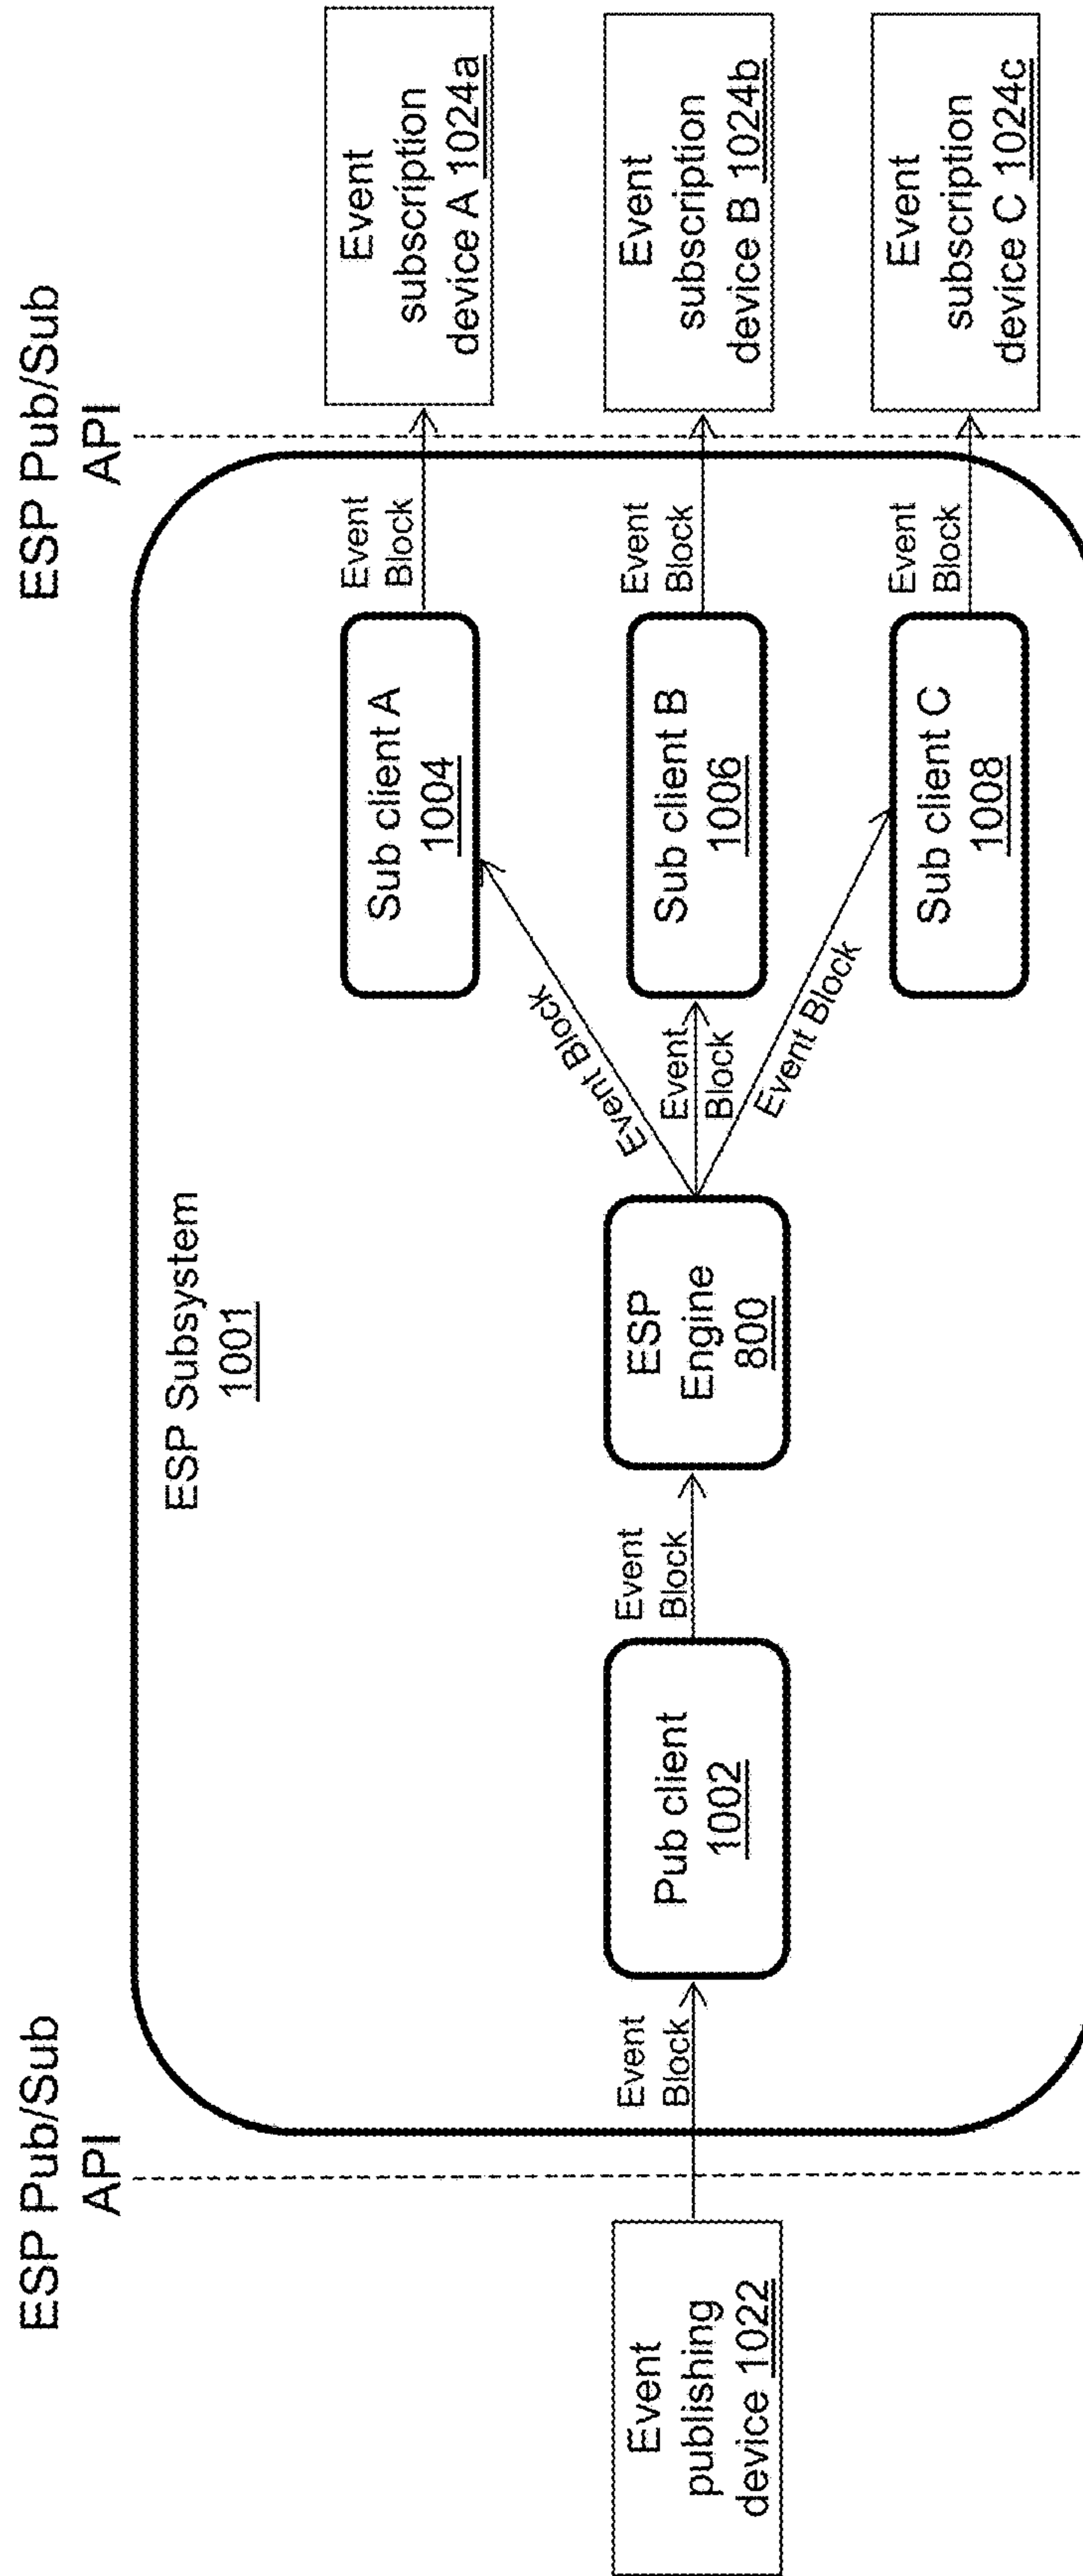 ESP Pub/Sub
API
ESP Pub/Sub
API
ESP Subsystem
1001
Event
publishing
device 1022
Event
Block
Pub client
1002
Event
Block
ESP
Engine
800
Event Block
Event
Block
Event Block
Sub client A
1004
Sub client B
1006
Sub client C
1008
Event
Block
Event
Block
Event
Block
Event
subscription
device A 1024a
Event
subscription
device B 1024b
Event
subscription
device C 1024c